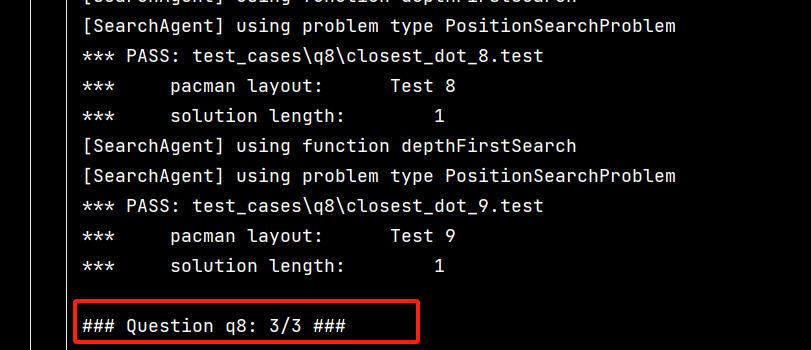 [SearchAgent] using function depthFirstSearch
[SearchAgent] using problem type PositionSearchProblem
*** PASS: test_cases\q8\closest_dot_8.test
***     pacman layout:      Test 8
***     solution length:        1
[SearchAgent] using function depthFirstSearch
[SearchAgent] using problem type PositionSearchProblem
*** PASS: test_cases\q8\closest_dot_9.test
***     pacman layout:      Test 9
***     solution length:        1
### Question q8: 3/3 ###